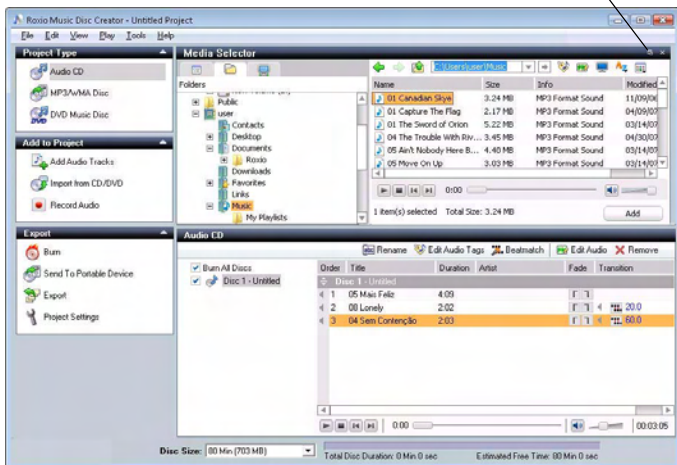 Roxio Music Disc Creator - Untitled Project
File Edit View Play Tools Help
Project Type
Audio CD
MP3/WMA Disc
DVD Music Disc
Add to Project
Add Audio Tracks
Import from CD/DVD
Record Audio
Export
Burn
Send To Portable Device
Export
Project Settings
Media Selector
Folders
Public
user
Contacts
Desktop
Documents
Roxio
Downloads
Favorites
Links
Music
My Playlists
C:\Users\user\Music
Name Size Info Modified
01 Canadian Skye 3.24 MB MP3 Format Sound 11/09/0
01 Capture The Flag 2.17 MB MP3 Format Sound 04/09/07
01 The Sword of Orion 5.22 MB MP3 Format Sound 03/14/07
04 The Trouble With Riv... 3.45 MB MP3 Format Sound 04/30/07
05 Ain't Nobody Here B... 4.40 MB MP3 Format Sound 03/14/07
05 Move On Up 3.03 MB MP3 Format Sound 03/14/07
0:00
1 item(s) selected Total Size: 3.24 MB
Add
Audio CD
Rename Edit Audio Tags Beatmatch Edit Audio Remove
Burn All Discs
Disc 1 - Untitled
Order Title Duration Artist Fade Transition
Disc 1 - Untitled
1 05 Mais Feliz 4:09
2 08 Lonely 2:02 20.0
3 04 Sem Contenção 2:03 60.0
0:00 00:03:05
Disc Size: 80 Min (703 MB)
Total Disc Duration: 0 Min 0 sec Estimated Free Time: 80 Min 0 sec